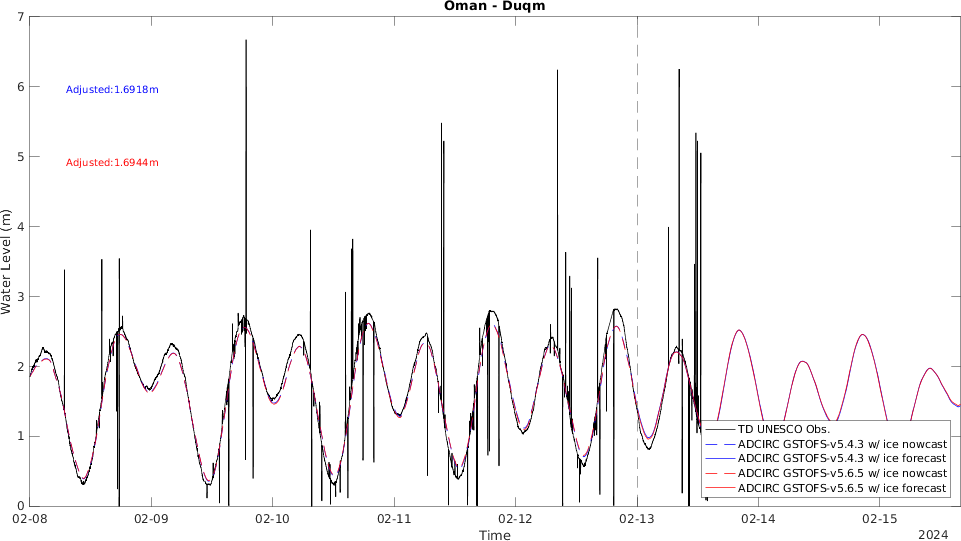 Oman - Duqm
7
6
5
4
3
2
1
0
Water Level (m)
Adjusted:1.6918m
Adjusted:1.6944m
TD UNESCO Obs.
ADCIRC GSTOFS-v5.4.3 w/ ice nowcast
ADCIRC GSTOFS-v5.4.3 w/ ice forecast
ADCIRC GSTOFS-v5.6.5 w/ ice nowcast
ADCIRC GSTOFS-v5.6.5 w/ ice forecast
02-08 02-09 02-10 02-11 02-12 02-13 02-14 02-15
Time
2024